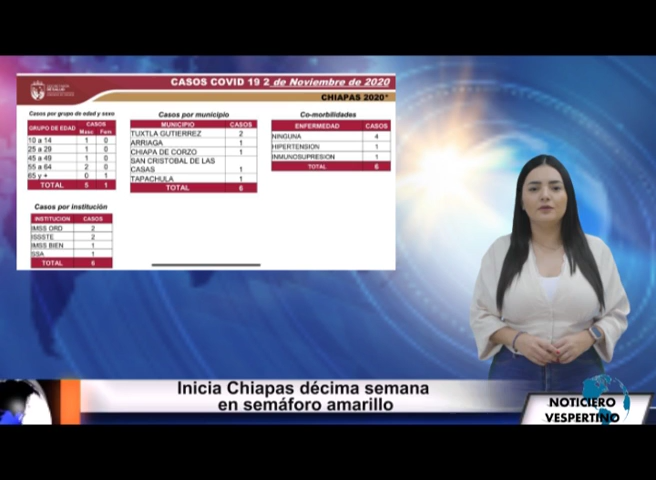 CASOS COVID 19 2 de Noviembre de 2020
CHIAPAS 2020*
Casos por grupo de edad y sexo
GRUPO DE EDAD CASOS
Masc Fem
10 a 14 1 0
25 a 29 1 0
45 a 49 1 0
55 a 64 2 0
65 y + 0 1
TOTAL 5 1
Casos por municipio
MUNICIPIO CASOS
TUXTLA GUTIERREZ 2
ARRIAGA 1
CHIAPA DE CORZO 1
SAN CRISTOBAL DE LAS
CASAS 1
TAPACHULA 1
TOTAL 6
Co-morbilidades
ENFERMEDAD CASOS
NINGUNA 4
HIPERTENSION 1
INMUNOSUPRESION 1
TOTAL 6
Casos por institución
INSTITUCION CASOS
IMSS ORD 2
ISSSTE 2
IMSS BIEN 1
SSA 1
TOTAL 6
Inicia Chiapas décima semana
en semáforo amarillo
NOTICIERO
VESPERTINO